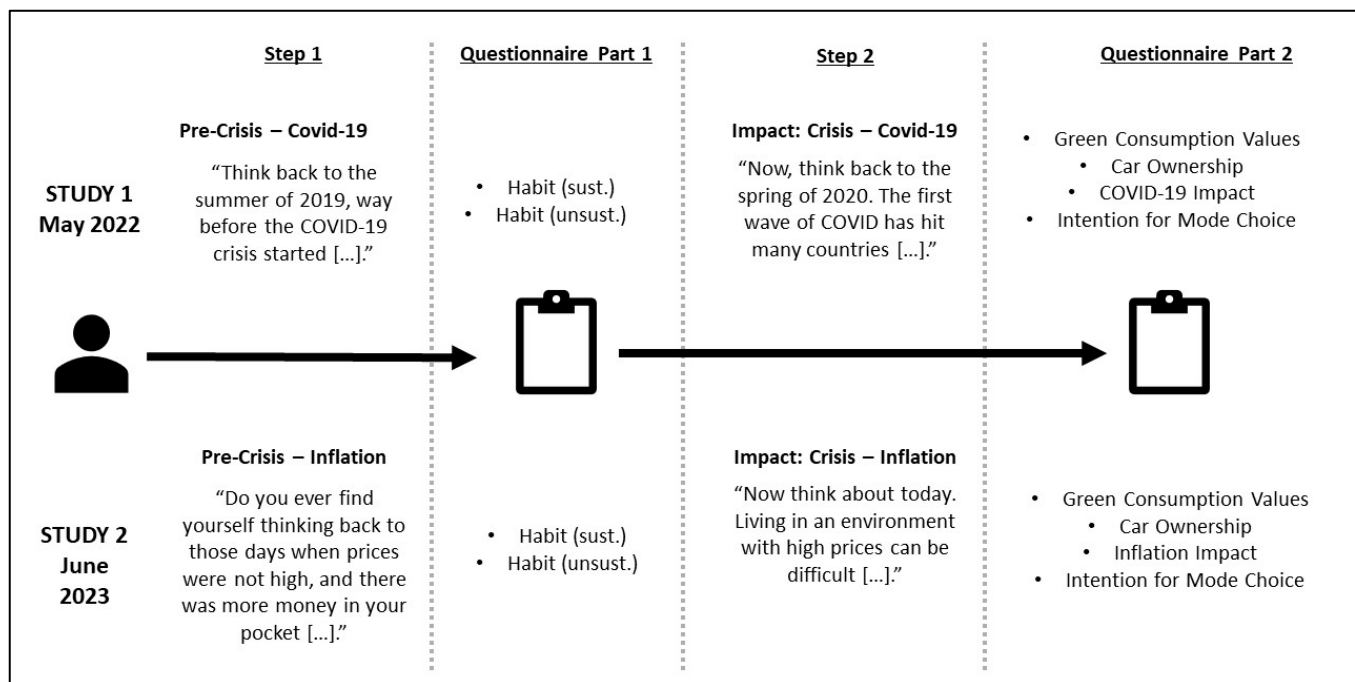 Step 1
Questionnaire Part 1
Step 2
Questionnaire Part 2
STUDY 1
May 2022
Pre-Crisis – Covid-19
“Think back to the
summer of 2019, way
before the COVID-19
crisis started [...].”
• Habit (sust.)
• Habit (unsust.)
Impact: Crisis – Covid-19
“Now, think back to the
spring of 2020. The first
wave of COVID has hit
many countries [...].”
• Green Consumption Values
• Car Ownership
• COVID-19 Impact
• Intention for Mode Choice
STUDY 2
June
2023
Pre-Crisis – Inflation
“Do you ever find
yourself thinking back to
those days when prices
were not high, and there
was more money in your
pocket [...].”
• Habit (sust.)
• Habit (unsust.)
Impact: Crisis – Inflation
“Now think about today.
Living in an environment
with high prices can be
difficult [...].”
• Green Consumption Values
• Car Ownership
• Inflation Impact
• Intention for Mode Choice